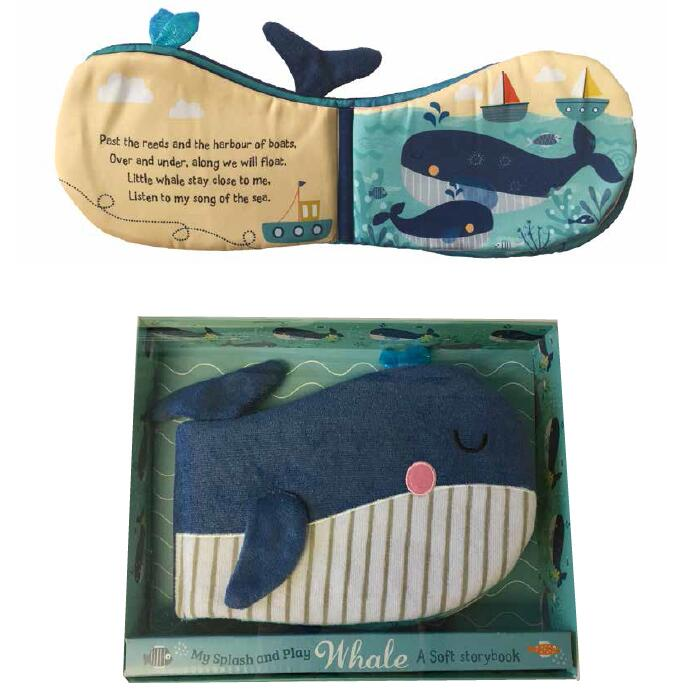 Past the reeds and the harbour of boats,
Over and under, along we will float.
Little whale stay close to me,
Listen to my song of the sea.
My Splash and Play Whale A Soft storybook